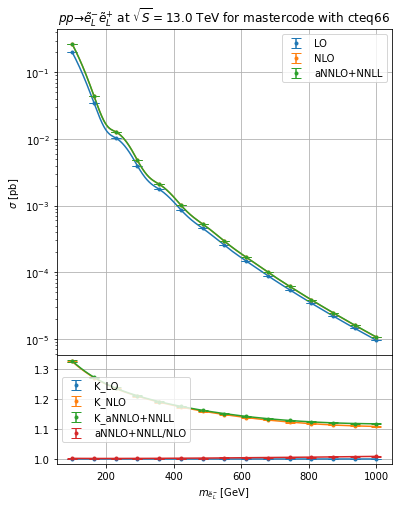 pp→ẽ_L^- ẽ_L^+ at √S = 13.0 TeV for mastercode with cteq66
LO
NLO
aNNLO+NNLL
σ [pb]
10^−1
10^−2
10^−3
10^−4
10^−5
1.3
1.2
1.1
1.0
K_LO
K_NLO
K_aNNLO+NNLL
aNNLO+NNLL/NLO
200
400
600
800
1000
m_{ẽ_L^-} [GeV]